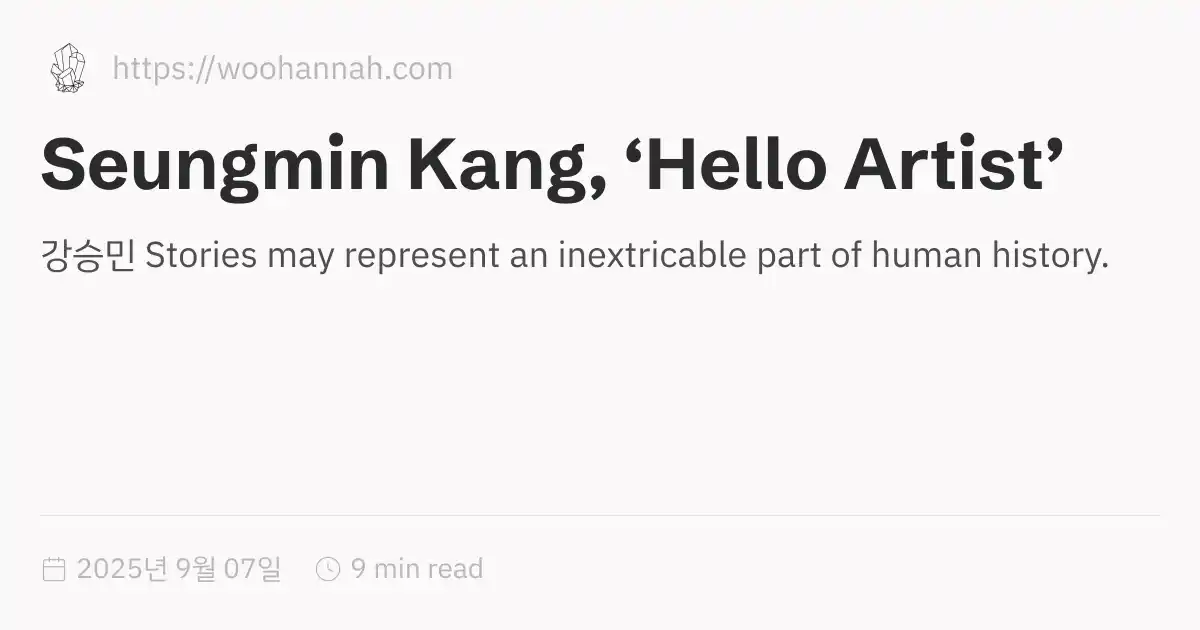 https://woohannah.com
Seungmin Kang, ‘Hello Artist’
강승민 Stories may represent an inextricable part of human history.
2025년 9월 07일 9 min read